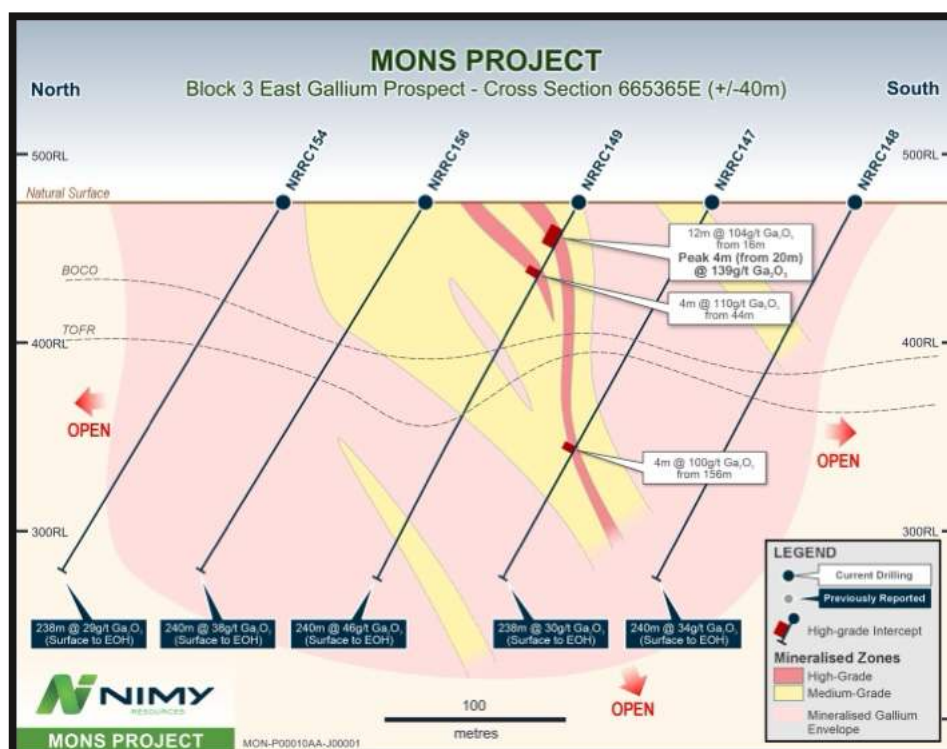 MONS PROJECT
Block 3 East Gallium Prospect - Cross Section 665365E (+/-40m)
North
South
NRRC154
NRRC156
NRRC149
NRRC147
NRRC148
500RL
500RL
Natural Surface
12m @ 104g/t Ga₂O₃
from 16m
Peak 4m (from 20m)
@ 139g/t Ga₂O₃
BOCO
4m @ 110g/t Ga₂O₃
from 44m
TOFR
400RL
400RL
OPEN
OPEN
4m @ 100g/t Ga₂O₃
from 156m
300RL
300RL
238m @ 29g/t Ga₂O₃
(Surface to EOH)
240m @ 38g/t Ga₂O₃
(Surface to EOH)
240m @ 46g/t Ga₂O₃
(Surface to EOH)
238m @ 30g/t Ga₂O₃
(Surface to EOH)
240m @ 34g/t Ga₂O₃
(Surface to EOH)
LEGEND
Current Drilling
Previously Reported
High-grade Intercept
Mineralised Zones
High-Grade
Medium-Grade
Mineralised Gallium
Envelope
OPEN
NIMY
RESOURCES
MONS PROJECT
MON-P00010AA-J00001
100
metres